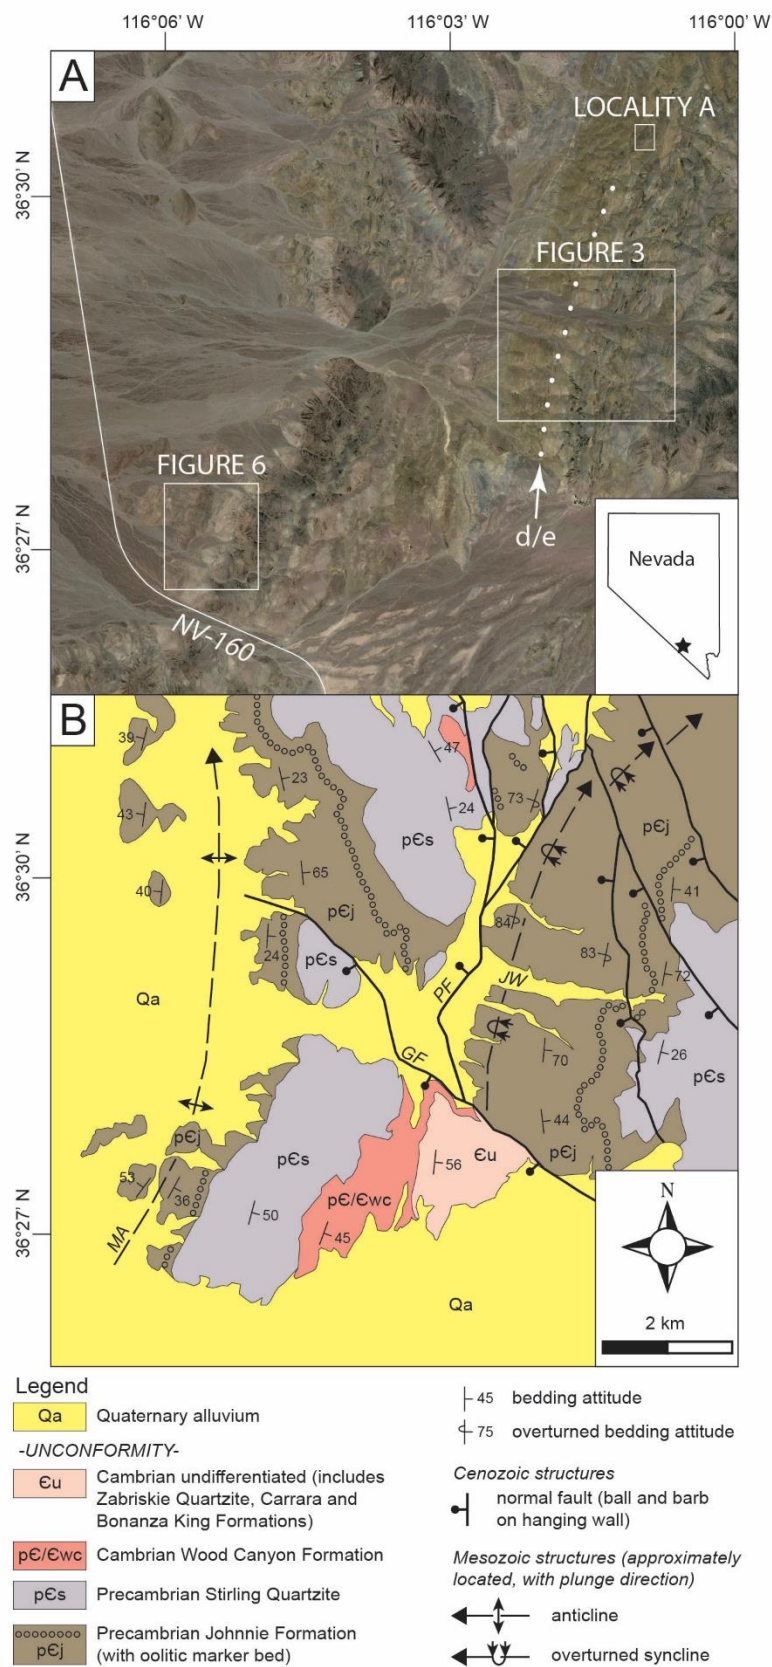 116°06' W
116°03' W
116°00' W
A
LOCALITY A
36°30' N
FIGURE 3
FIGURE 6
d/e
36°27' N
NV-160
Nevada
B
39
23
47
24
73
43
pЄs
pЄj
36°30' N
65
40
41
84
pЄj
24
pЄs
83
72
PF
JW
Qa
GF
70
26
pЄs
44
pЄj
pЄs
Єu
pЄj
56
53
36
pЄ/Єwc
50
45
MA
36°27' N
Qa
N
2 km
Legend
Qa Quaternary alluvium
-UNCONFORMITY-
Єu Cambrian undifferentiated (includes
Zabriskie Quartzite, Carrara and
Bonanza King Formations)
pЄ/Єwc Cambrian Wood Canyon Formation
pЄs Precambrian Stirling Quartzite
pЄj Precambrian Johnnie Formation
(with oolitic marker bed)
45 bedding attitude
75 overturned bedding attitude
Cenozoic structures
normal fault (ball and barb
on hanging wall)
Mesozoic structures (approximately
located, with plunge direction)
anticline
overturned syncline